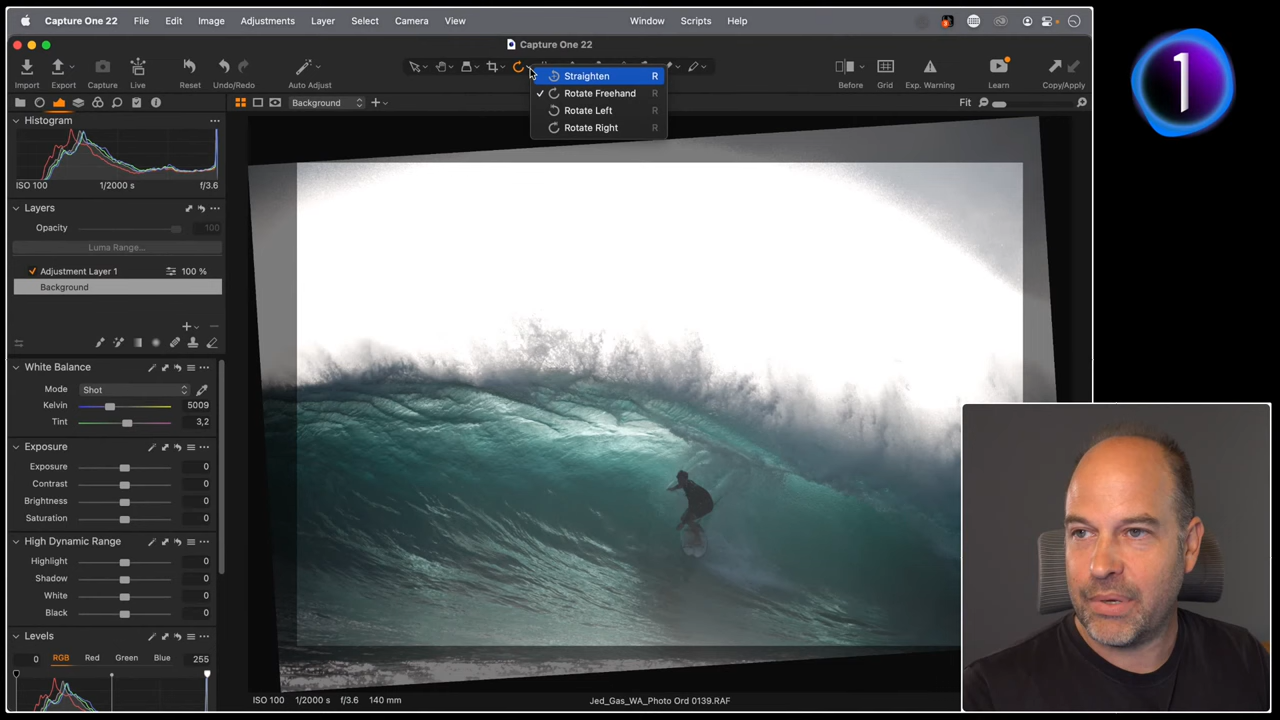 Capture One 22 File Edit Image Adjustments Layer Select Camera View Window Scripts Help
Capture One 22
Import Export Capture Live Reset Undo/Redo Auto Adjust Before Grid Exp. Warning Learn Copy/Apply
Straighten R
Rotate Freehand R
Rotate Left R
Rotate Right R
Background
Fit
Histogram
ISO 100 1/2000 s f/3.6
Layers
Opacity 100
Luma Range...
Adjustment Layer 1 100 %
Background
White Balance
Mode Shot
Kelvin 5009
Tint 3,2
Exposure
Exposure 0
Contrast 0
Brightness 0
Saturation 0
High Dynamic Range
Highlight 0
Shadow 0
White 0
Black 0
Levels
0 RGB Red Green Blue 255
ISO 100 1/2000 s f/3.6 140 mm Jed_Gas_WA_Photo Ord 0139.RAF
1